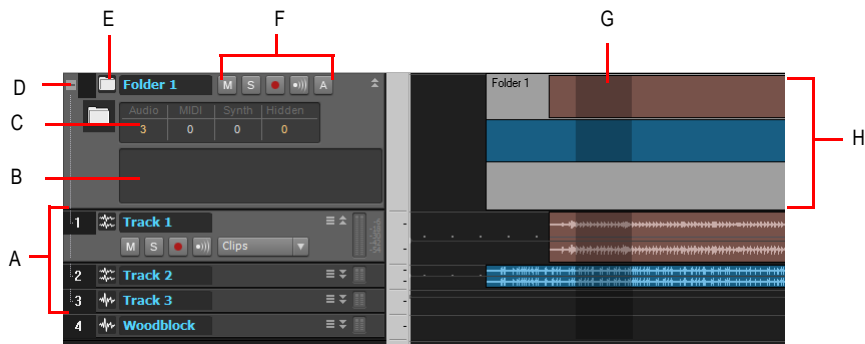 E
F
G
D
Folder 1
M S A
Folder 1
C
Audio MIDI Synth Hidden
3 0 0 0
H
B
A
1 Track 1
M S Clips
2 Track 2
3 Track 3
4 Woodblock